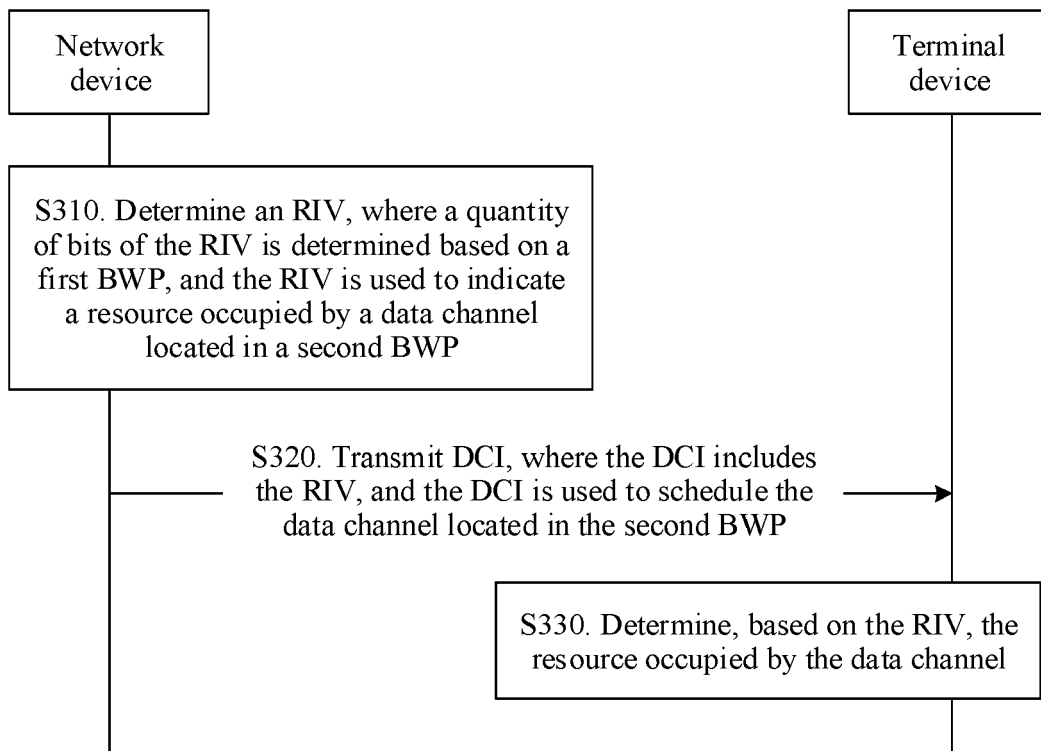 Network
device
Terminal
device
S310. Determine an RIV, where a quantity
of bits of the RIV is determined based on a
first BWP, and the RIV is used to indicate
a resource occupied by a data channel
located in a second BWP
S320. Transmit DCI, where the DCI includes
the RIV, and the DCI is used to schedule the
data channel located in the second BWP
S330. Determine, based on the RIV, the
resource occupied by the data channel